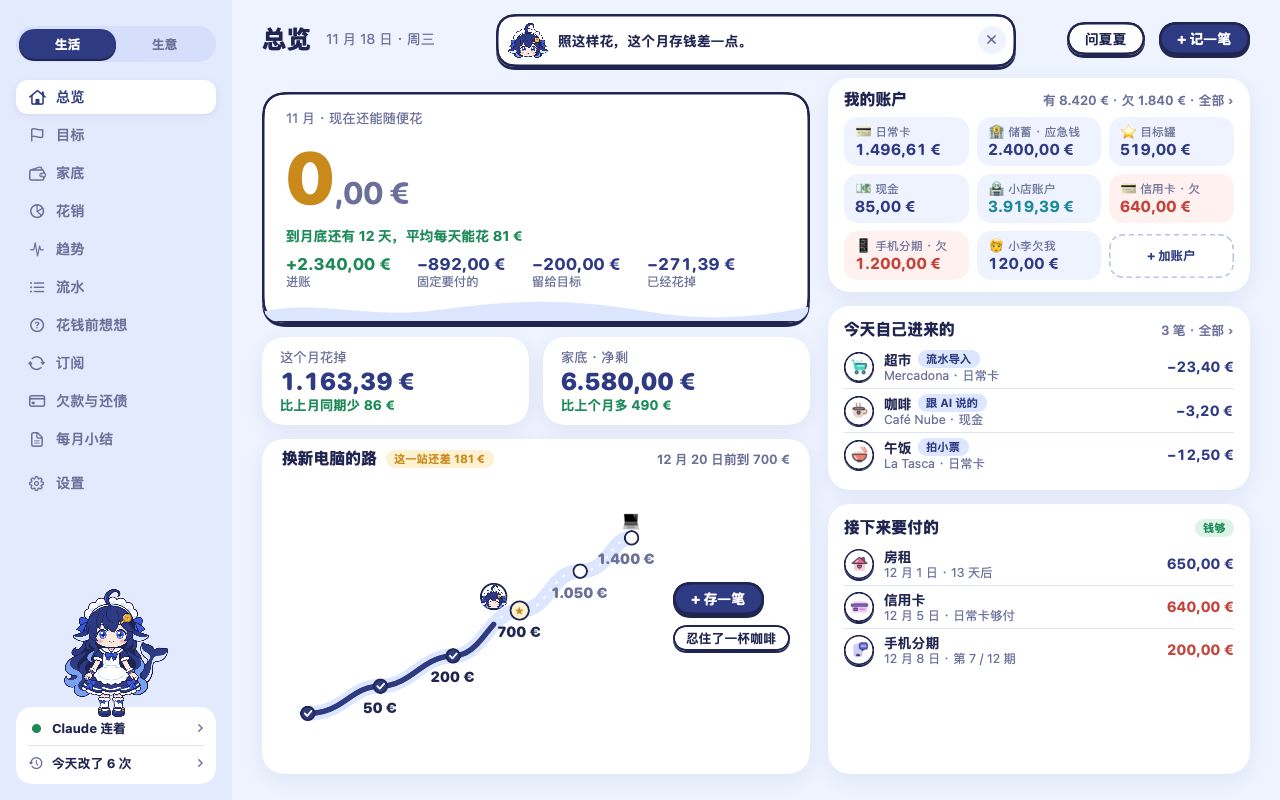 生活
生意
总览
目标
家底
花销
趋势
流水
花钱前想想
订阅
欠款与还债
每月小结
设置
Claude 连着
今天改了 6 次
总览
11 月 18 日 · 周三
照这样花，这个月存钱差一点。
问夏夏
+ 记一笔
11 月 · 现在还能随便花
0,00 €
到月底还有 12 天，平均每天能花 81 €
+2.340,00 €
进账
−892,00 €
固定要付的
−200,00 €
留给目标
−271,39 €
已经花掉
这个月花掉
1.163,39 €
比上月同期少 86 €
家底 · 净剩
6.580,00 €
比上个月多 490 €
换新电脑的路
这一站还差 181 €
12 月 20 日前到 700 €
1.400 €
1.050 €
700 €
200 €
50 €
+ 存一笔
忍住了一杯咖啡
我的账户
有 8.420 € · 欠 1.840 € · 全部 ›
日常卡
1.496,61 €
储蓄 · 应急钱
2.400,00 €
目标罐
519,00 €
现金
85,00 €
小店账户
3.919,39 €
信用卡 · 欠
640,00 €
手机分期 · 欠
1.200,00 €
小李欠我
120,00 €
+ 加账户
今天自己进来的
3 笔 · 全部 ›
超市 流水导入
Mercadona · 日常卡
−23,40 €
咖啡 跟 AI 说的
Café Nube · 现金
−3,20 €
午饭 拍小票
La Tasca · 日常卡
−12,50 €
接下来要付的
钱够
房租
12 月 1 日 · 13 天后
650,00 €
信用卡
12 月 5 日 · 日常卡够付
640,00 €
手机分期
12 月 8 日 · 第 7 / 12 期
200,00 €